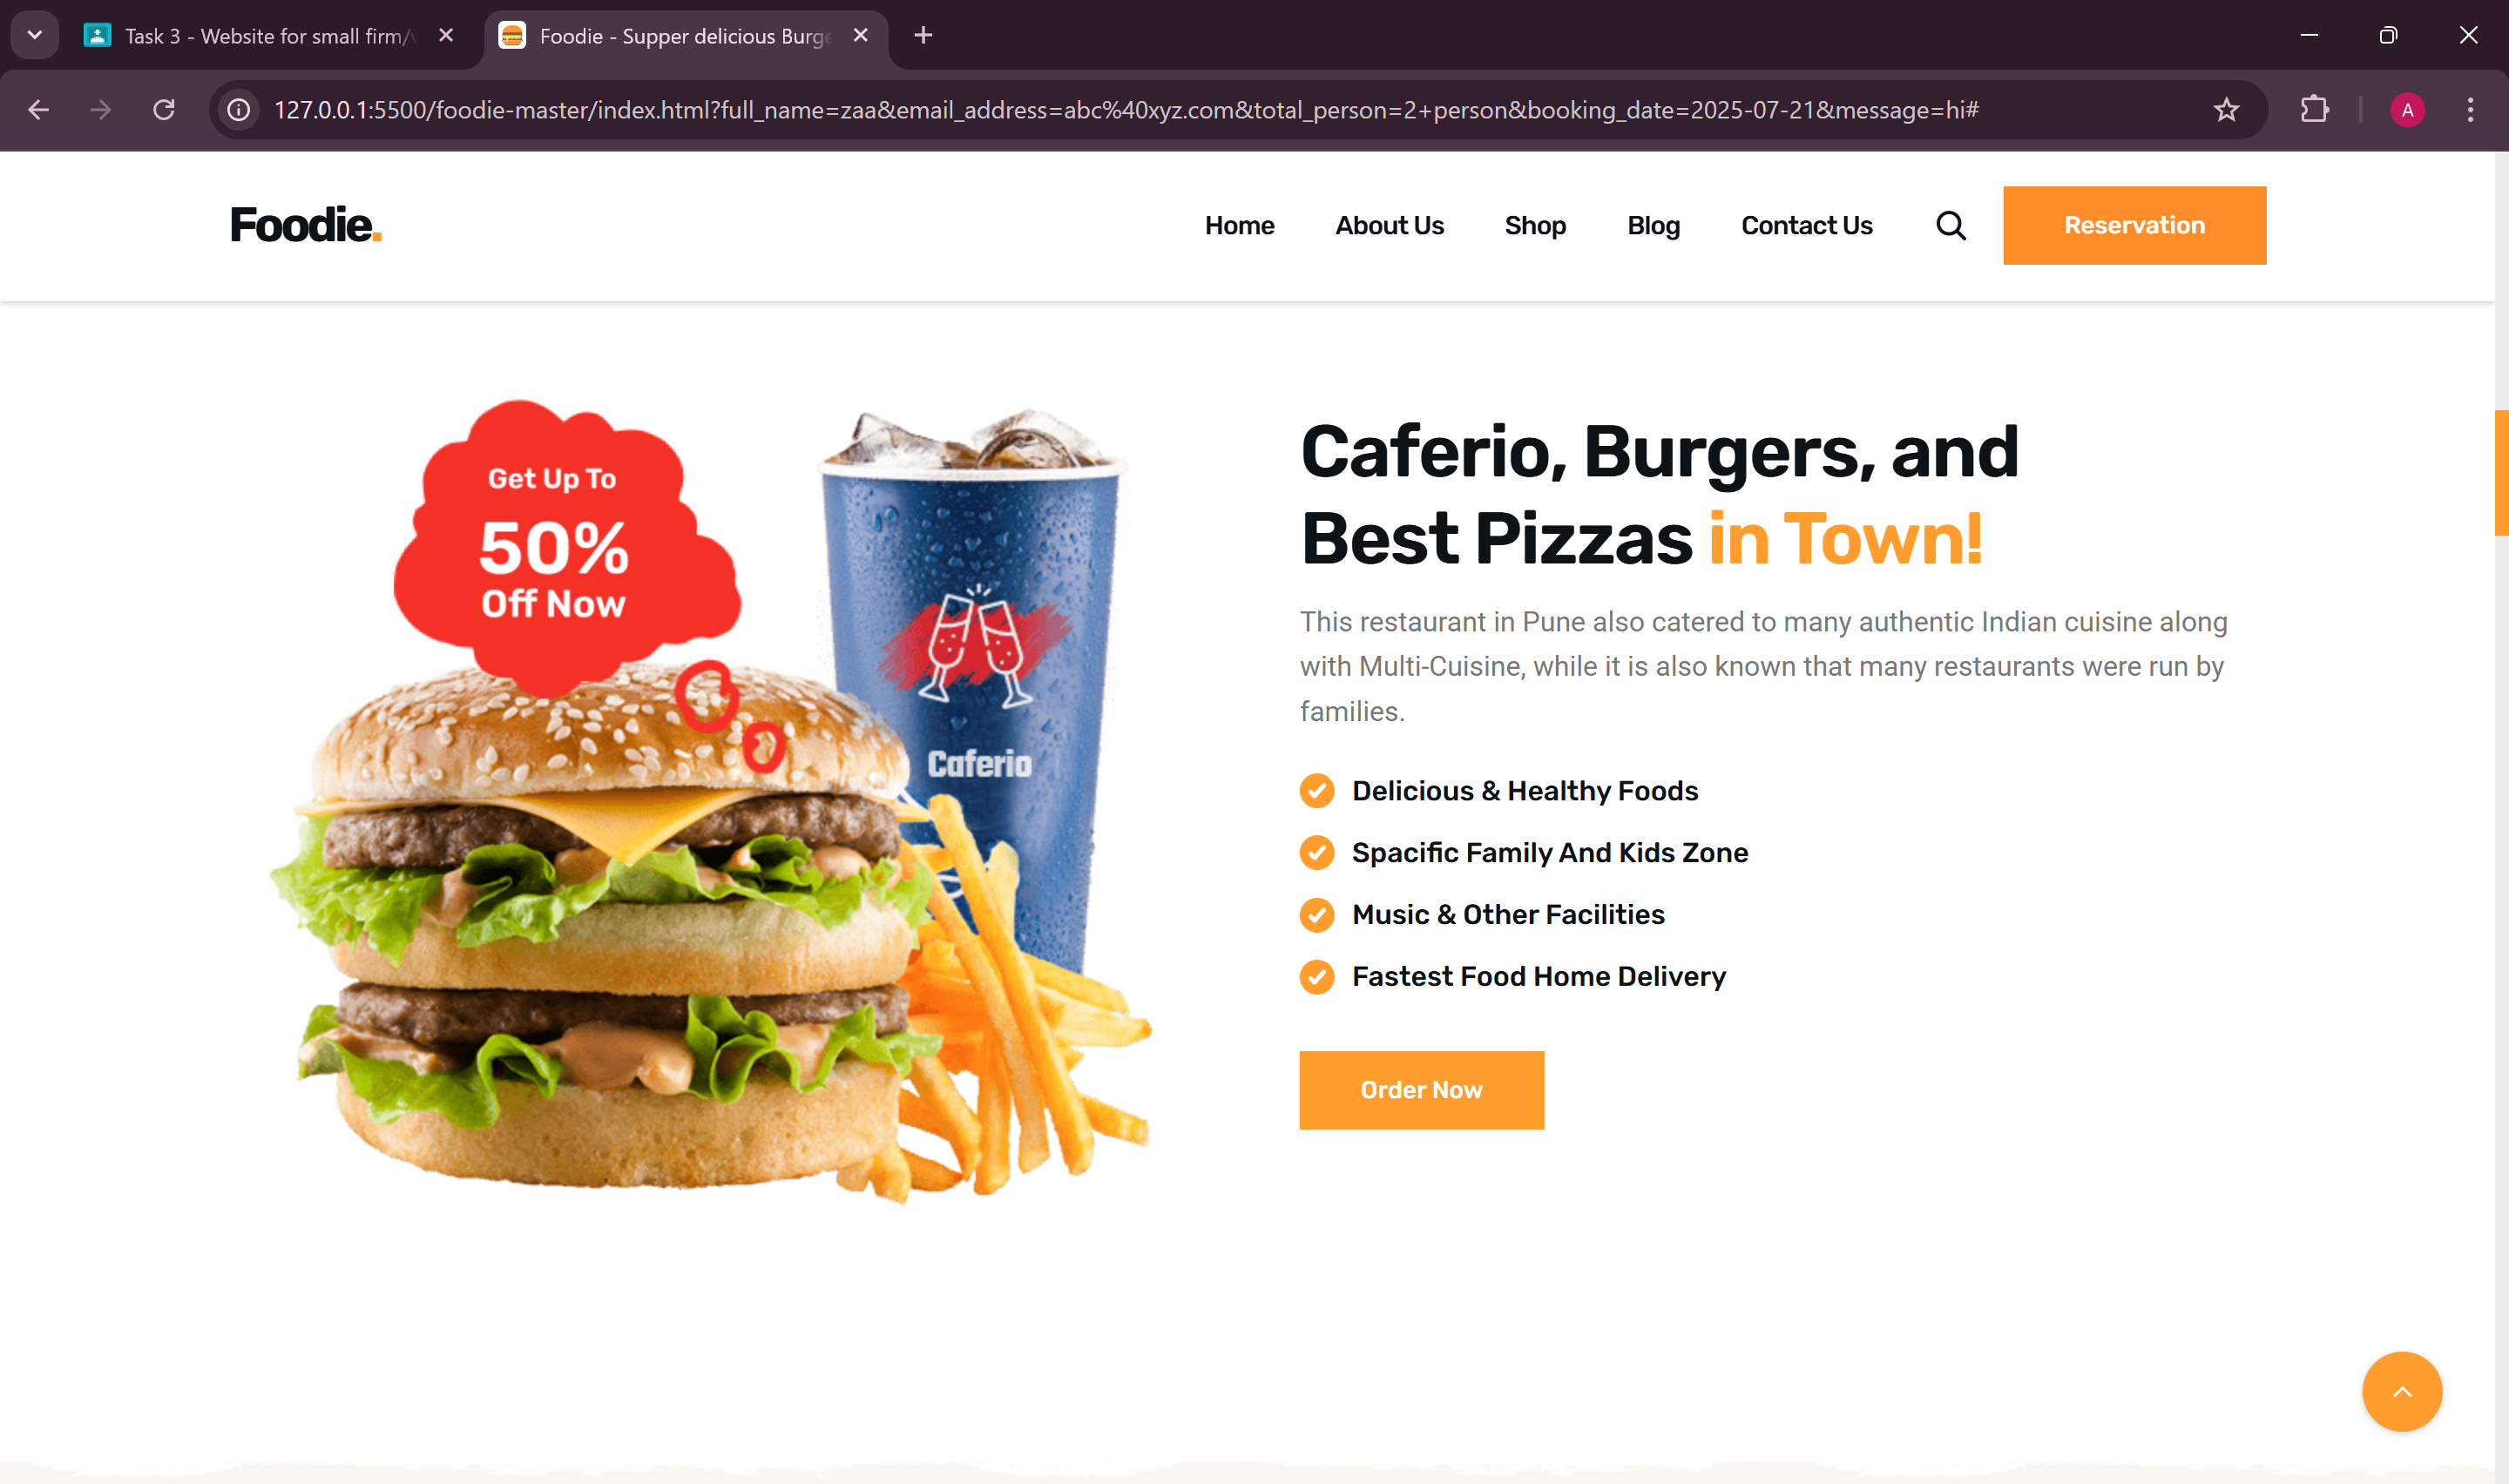 Task 3 - Website for small firm/
Foodie - Supper delicious Burge
127.0.0.1:5500/foodie-master/index.html?full_name=zaa&email_address=abc%40xyz.com&total_person=2+person&booking_date=2025-07-21&message=hi#
A
Foodie.
Home
About Us
Shop
Blog
Contact Us
Reservation
Get Up To
50%
Off Now
Caferio
Caferio, Burgers, and
Best Pizzas in Town!
This restaurant in Pune also catered to many authentic Indian cuisine along
with Multi-Cuisine, while it is also known that many restaurants were run by
families.
Delicious & Healthy Foods
Spacific Family And Kids Zone
Music & Other Facilities
Fastest Food Home Delivery
Order Now